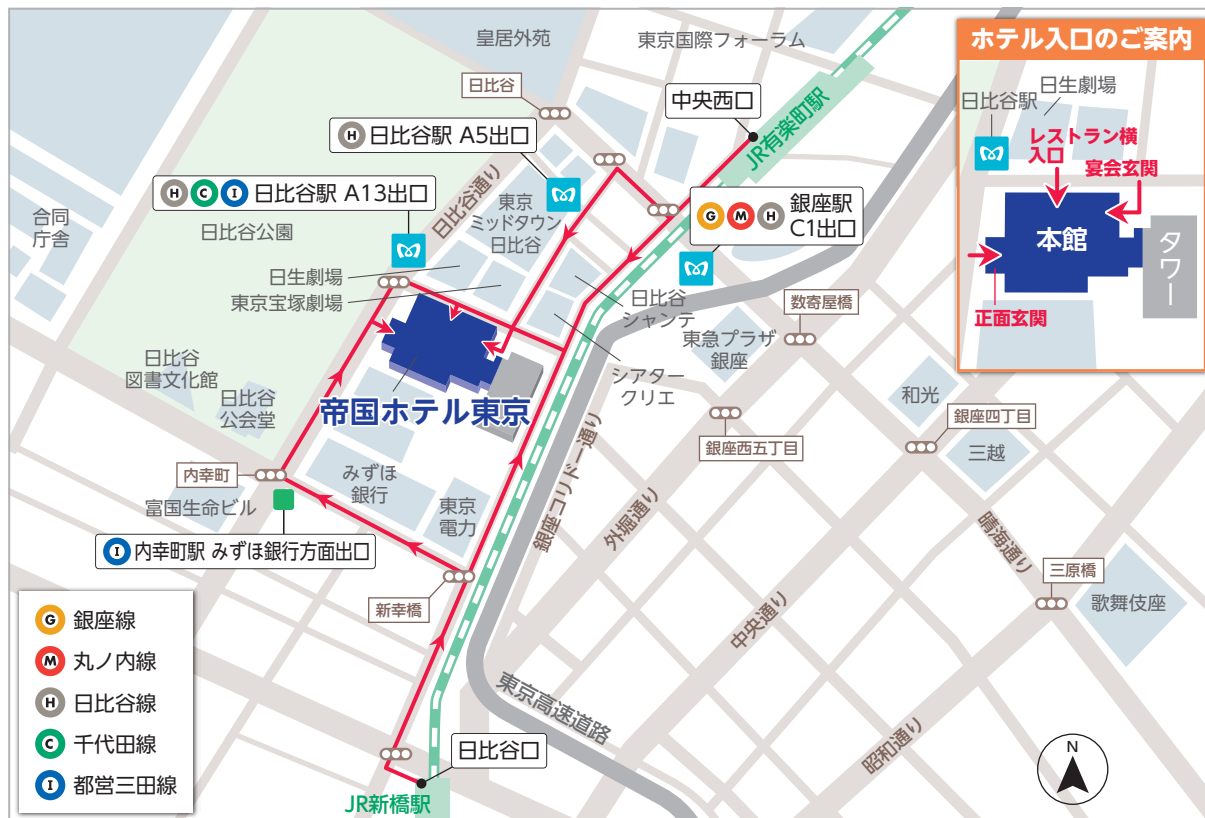 皇居外苑
東京国際フォーラム
日比谷
中央西口
JR有楽町駅
H 日比谷駅 A5出口
H C I 日比谷駅 A13出口
日比谷通り
東京
ミッドタウン
日比谷
G M H 銀座駅
C1出口
合同
庁舎
日比谷公園
日生劇場
東京宝塚劇場
日比谷
シャンテ
数寄屋橋
東急プラザ
銀座
シアター
クリエ
日比谷
図書文化館
日比谷
公会堂
帝国ホテル東京
和光
銀座四丁目
銀座西五丁目
三越
内幸町
みずほ
銀行
富国生命ビル
東京
電力
銀座コリドー通り
外堀通り
晴海通り
I 内幸町駅 みずほ銀行方面出口
新幸橋
三原橋
歌舞伎座
中央通り
東京高速道路
昭和通り
日比谷口
JR新橋駅
N
G 銀座線
M 丸ノ内線
H 日比谷線
C 千代田線
I 都営三田線
ホテル入口のご案内
日生劇場
日比谷駅
レストラン横
入口
宴会玄関
本館
タワー
正面玄関